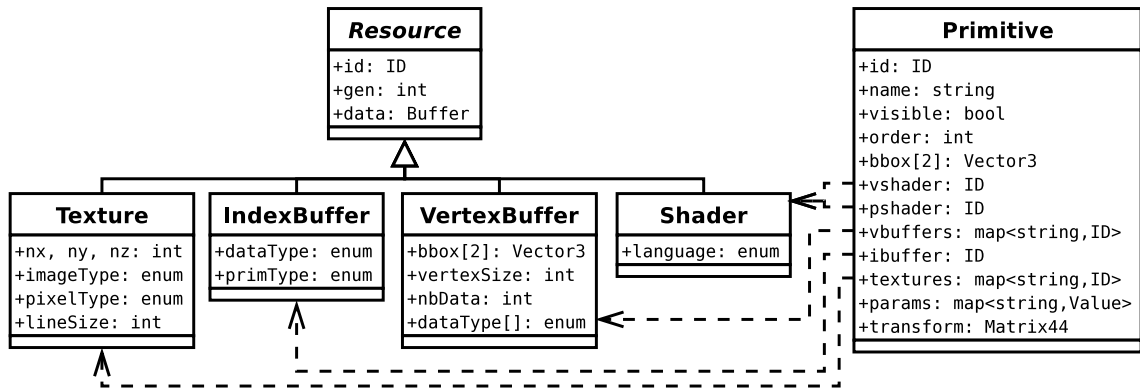 Resource
+id: ID
+gen: int
+data: Buffer
Primitive
+id: ID
+name: string
+visible: bool
+order: int
+bbox[2]: Vector3
+vshader: ID
+pshader: ID
+vbuffers: map<string,ID>
+ibuffer: ID
+textures: map<string,ID>
+params: map<string,Value>
+transform: Matrix44
Texture
+nx, ny, nz: int
+imageType: enum
+pixelType: enum
+lineSize: int
IndexBuffer
+dataType: enum
+primType: enum
VertexBuffer
+bbox[2]: Vector3
+vertexSize: int
+nbData: int
+dataType[]: enum
Shader
+language: enum